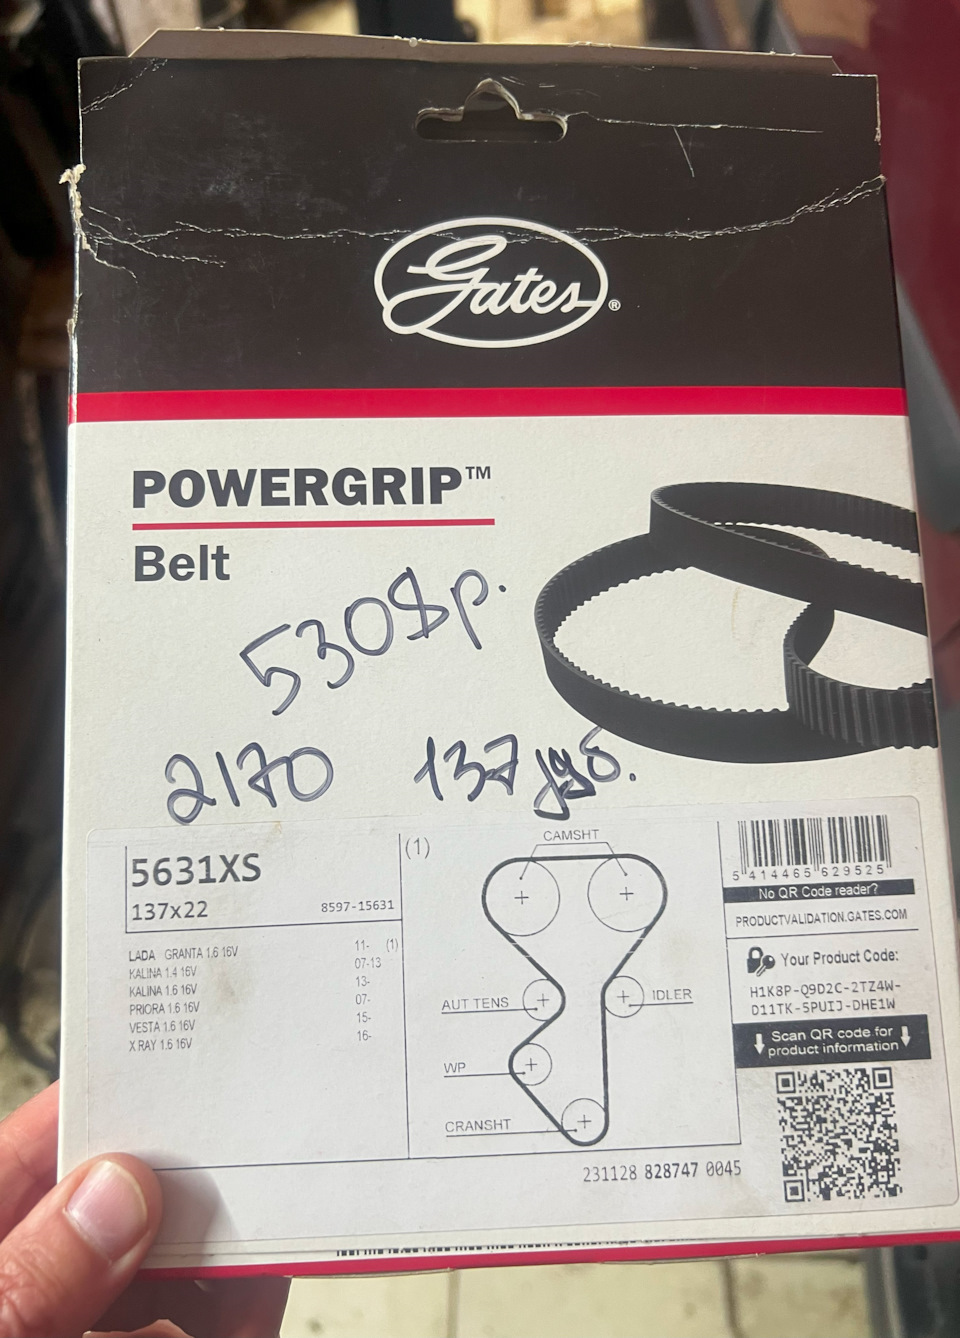 Gates®
POWERGRIP™
Belt
5308р.
2170 137 зуб.
5631XS
137x22 8597-15631
LADA GRANTA 1.6 16V 11- (1)
KALINA 1.4 16V 07-13
KALINA 1.6 16V 13-
PRIORA 1.6 16V 07-
VESTA 1.6 16V 15-
X RAY 1.6 16V 16-
(1)
CAMSHT
AUT TENS
IDLER
WP
CRANSHT
5 414465 629525
No QR Code reader?
PRODUCTVALIDATION.GATES.COM
Your Product Code:
H1K8P-Q9D2C-2TZ4W-
D11TK-SPUIJ-DHE1W
Scan QR code for
product information
231128 828747 0045